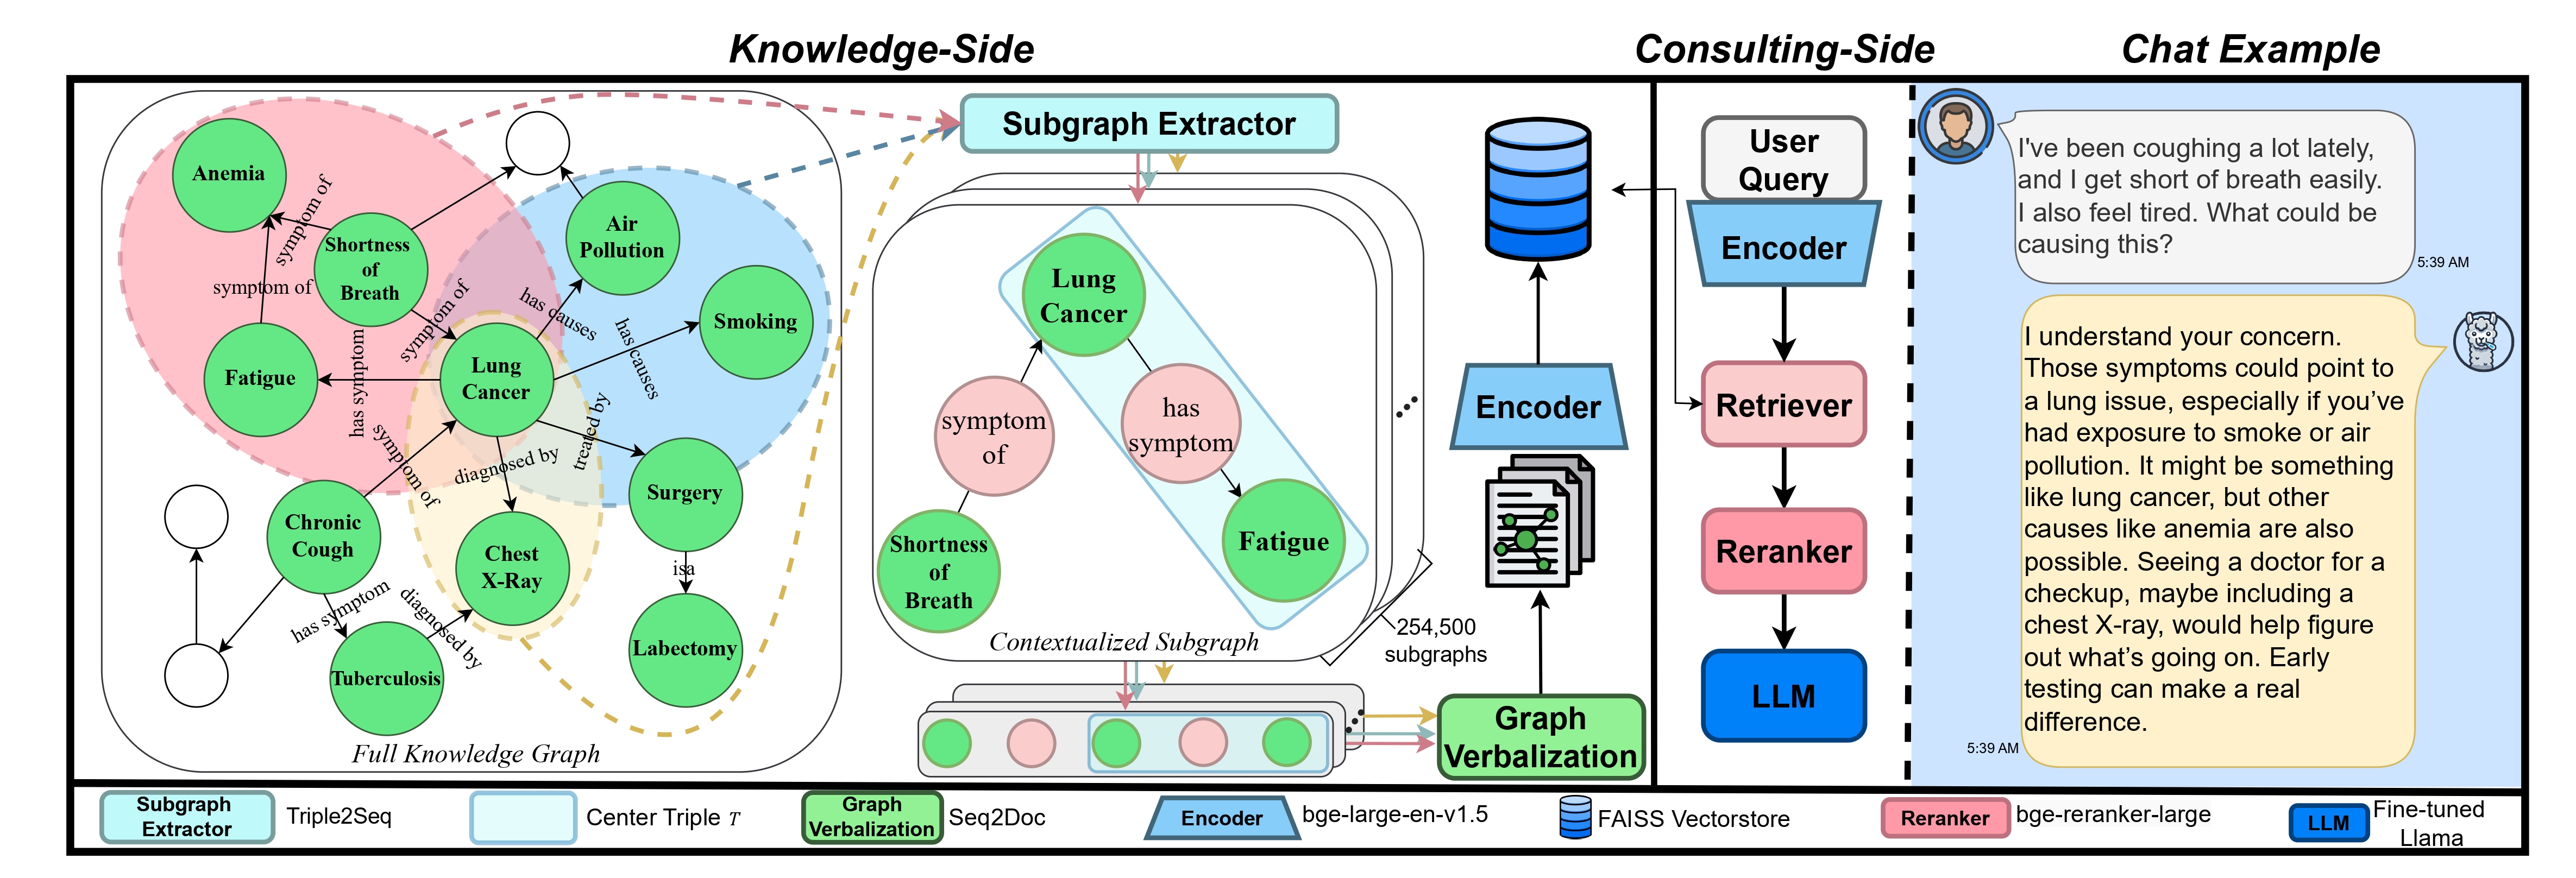 Knowledge-Side
Consulting-Side
Chat Example
Anemia
symptom of
Shortness
of
Breath
symptom of
Fatigue
has symptom
symptom of
Lung
Cancer
has causes
Air
Pollution
has causes
Smoking
treated by
Surgery
isa
Labectomy
diagnosed by
Chest
X-Ray
symptom of
Chronic
Cough
has symptom
Tuberculosis
diagnosed by
Full Knowledge Graph
Subgraph Extractor
Lung
Cancer
symptom
of
has
symptom
Shortness
of
Breath
Fatigue
Contextualized Subgraph
254,500
subgraphs
Encoder
Graph
Verbalization
User
Query
Encoder
Retriever
Reranker
LLM
I've been coughing a lot lately,
and I get short of breath easily.
I also feel tired. What could be
causing this?
5:39 AM
I understand your concern.
Those symptoms could point to
a lung issue, especially if you’ve
had exposure to smoke or air
pollution. It might be something
like lung cancer, but other
causes like anemia are also
possible. Seeing a doctor for a
checkup, maybe including a
chest X-ray, would help figure
out what’s going on. Early
testing can make a real
difference.
5:39 AM
Subgraph
Extractor
Triple2Seq
Center Triple T
Graph
Verbalization
Seq2Doc
Encoder
bge-large-en-v1.5
FAISS Vectorstore
Reranker
bge-reranker-large
LLM
Fine-tuned
Llama